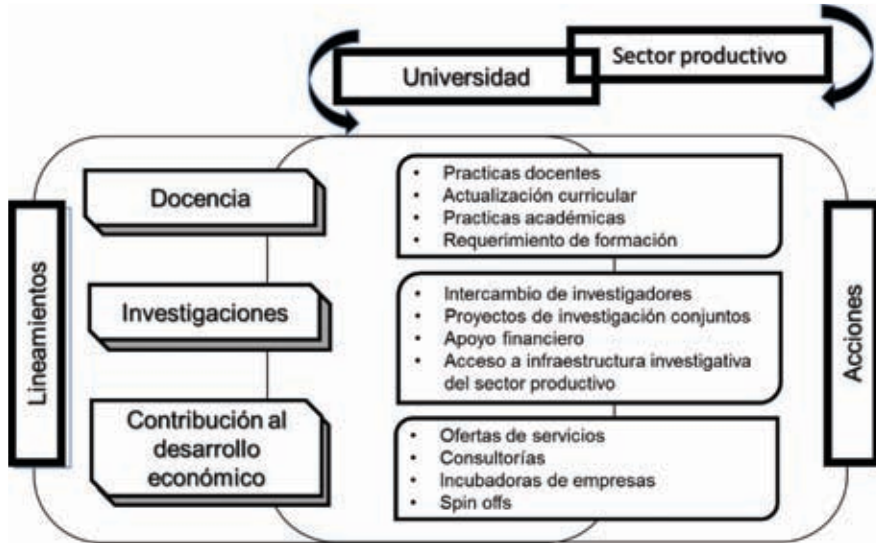 Universidad
Sector productivo
Lineamientos
Docencia
Practicas docentes
Actualización curricular
Practicas académicas
Requerimiento de formación
Investigaciones
Intercambio de investigadores
Proyectos de investigación conjuntos
Apoyo financiero
Acceso a infraestructura investigativa
del sector productivo
Contribución al
desarrollo
económico
Ofertas de servicios
Consultorías
Incubadoras de empresas
Spin offs
Acciones